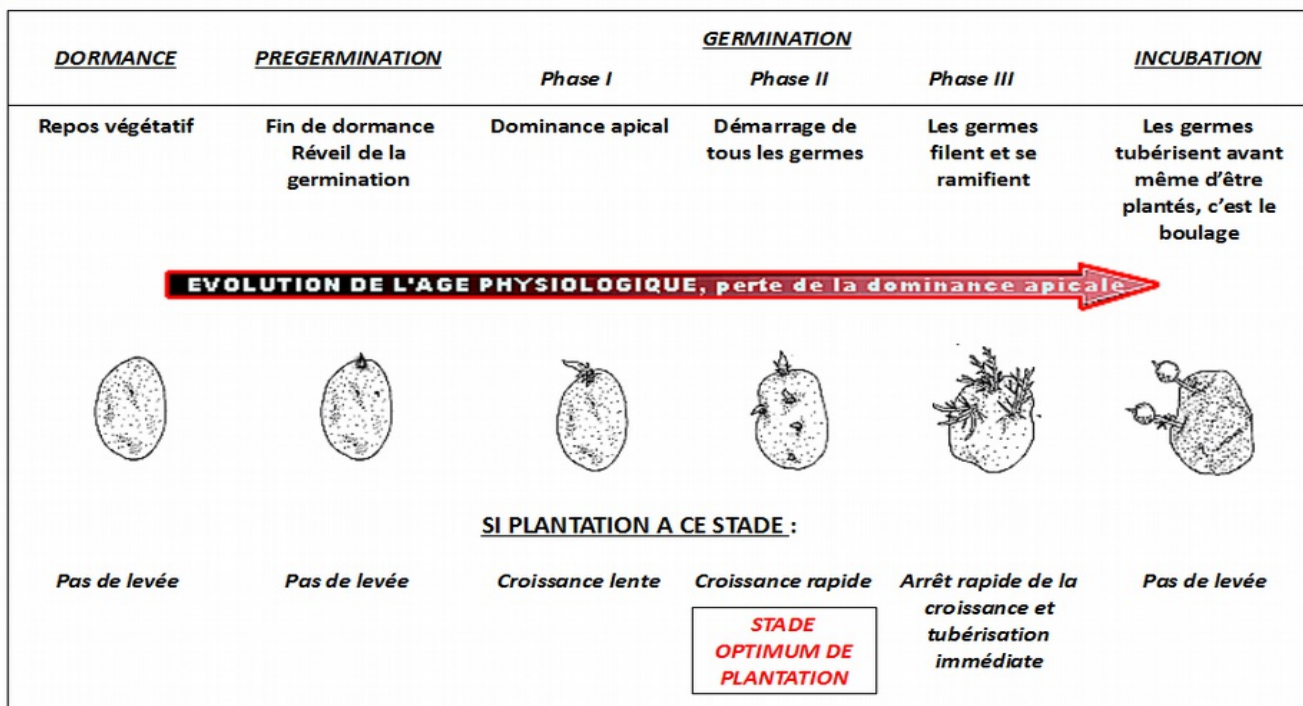 DORMANCE
PREGERMINATION
GERMINATION
Phase I
Phase II
Phase III
INCUBATION
Repos végétatif
Fin de dormance
Réveil de la
germination
Dominance apical
Démarrage de
tous les germes
Les germes
filent et se
ramifient
Les germes
tubérisent avant
même d'être
plantés, c'est le
boulage
EVOLUTION DE L'AGE PHYSIOLOGIQUE, perte de la dominance apicale
SI PLANTATION A CE STADE :
Pas de levée
Pas de levée
Croissance lente
Croissance rapide
STADE
OPTIMUM DE
PLANTATION
Arrêt rapide de la
croissance et
tubérisation
immédiate
Pas de levée